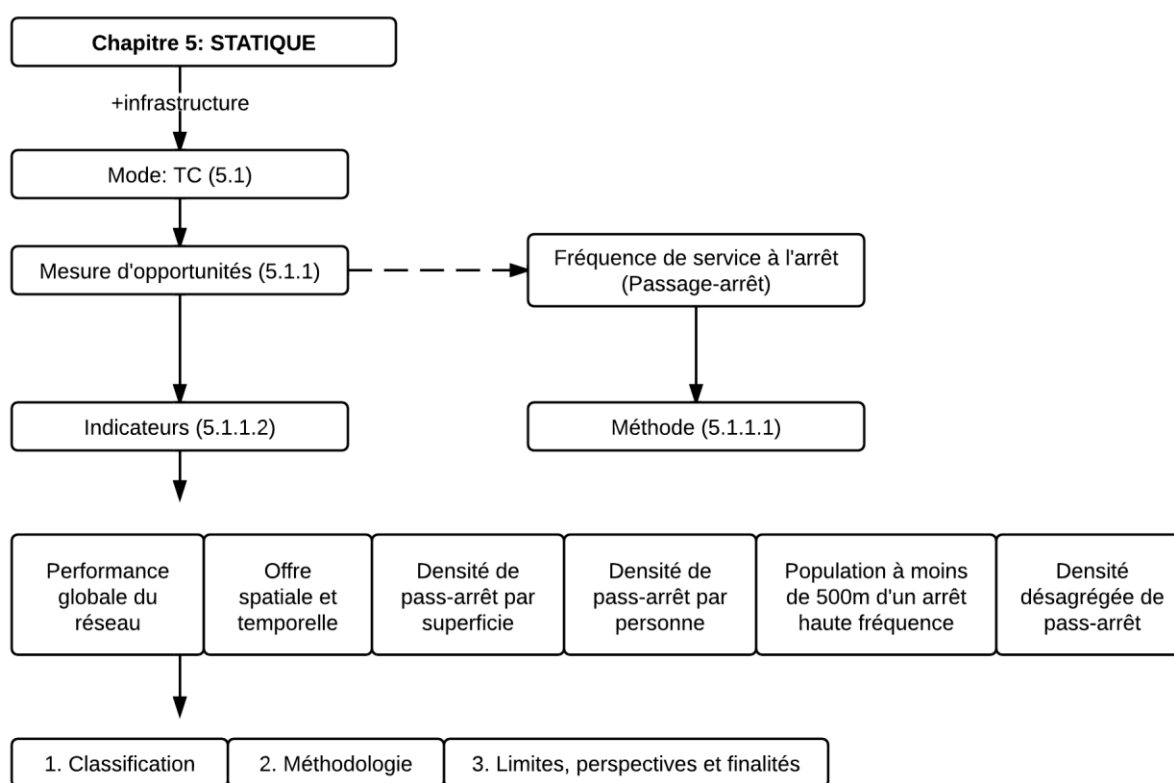 Chapitre 5: STATIQUE
+infrastructure
Mode: TC (5.1)
Mesure d'opportunités (5.1.1)
Fréquence de service à l'arrêt
(Passage-arrêt)
Indicateurs (5.1.1.2)
Méthode (5.1.1.1)
Performance
globale du
réseau
Offre
spatiale et
temporelle
Densité de
pass-arrêt par
superficie
Densité de
pass-arrêt par
personne
Population à moins
de 500m d'un arrêt
haute fréquence
Densité
désagrégée de
pass-arrêt
1. Classification
2. Méthodologie
3. Limites, perspectives et finalités